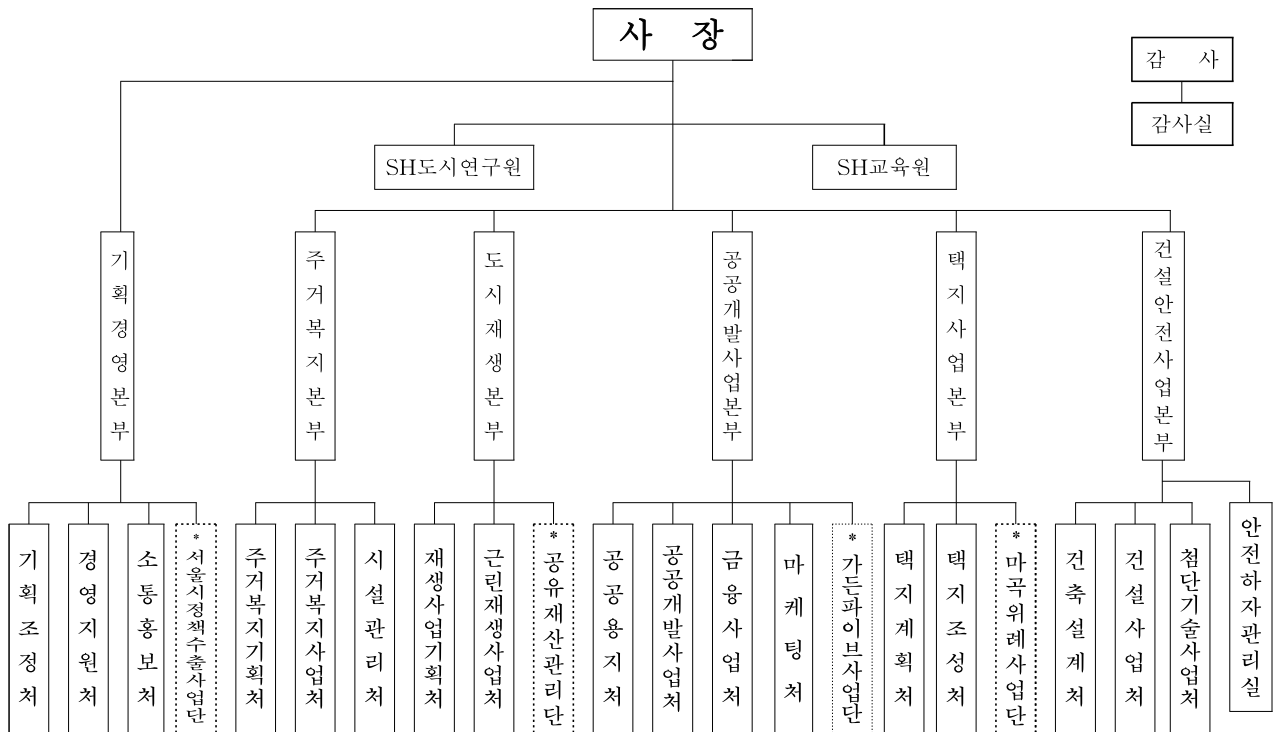 사 장
감 사
감사실
SH도시연구원
SH교육원
기획경영본부
주거복지본부
도시재생본부
공공개발사업본부
택지사업본부
건설안전사업본부
기획조정처
경영지원처
소통홍보처
*서울시정책수출사업단
주거복지기획처
주거복지사업처
시설관리처
재생사업기획처
근린재생사업처
*공유재산관리단
공공용지처
공공개발사업처
금융사업처
마케팅처
*가든파이브사업단
택지계획처
택지조성처
*마곡위례사업단
건축설계처
건설사업처
첨단기술사업처
안전하자관리실